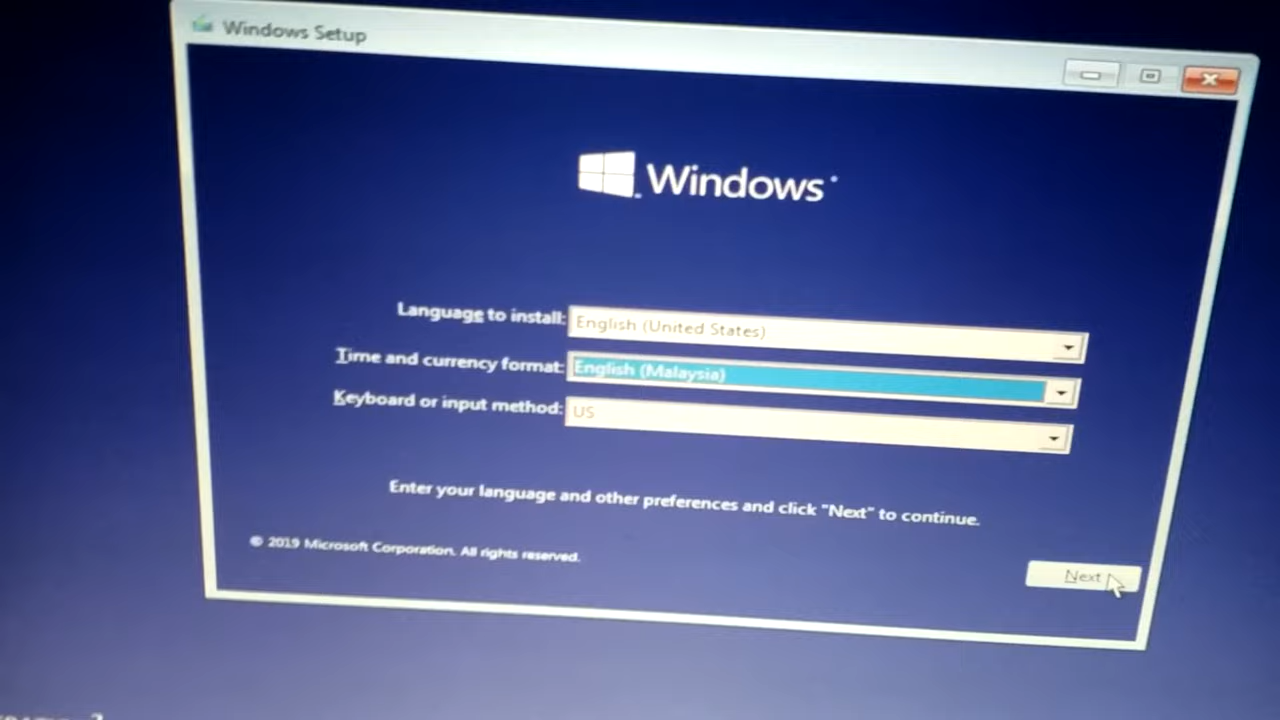 Windows Setup
Windows
Language to install: English (United States)
Time and currency format: English (Malaysia)
Keyboard or input method: US
Enter your language and other preferences and click "Next" to continue.
© 2019 Microsoft Corporation. All rights reserved.
Next